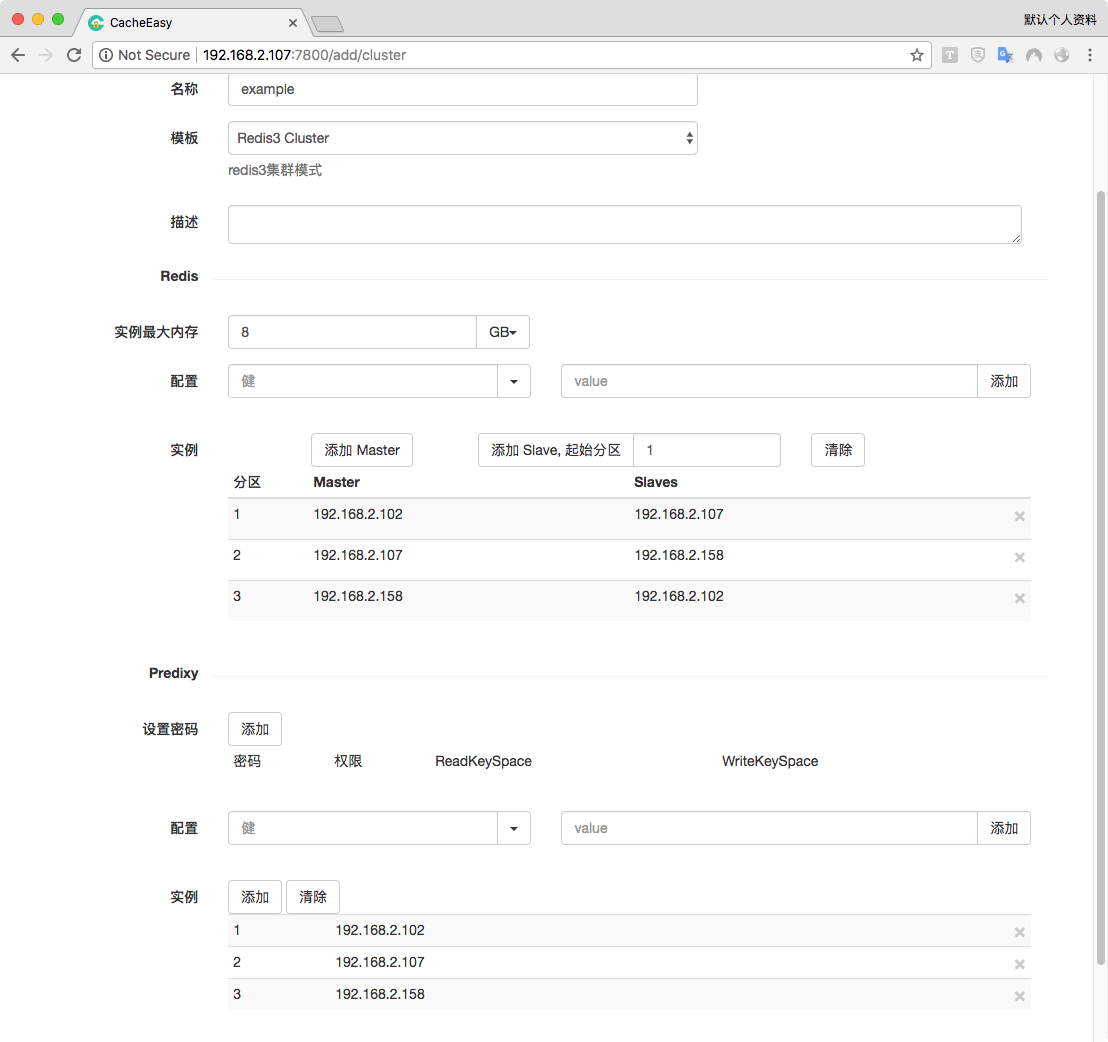 CacheEasy
默认个人资料
Not Secure 192.168.2.107:7800/add/cluster
名称 example
模板 Redis3 Cluster
redis3集群模式
描述
Redis
实例最大内存 8 GB
配置 健 value 添加
实例 添加 Master 添加 Slave, 起始分区 1 清除
分区 Master Slaves
1 192.168.2.102 192.168.2.107
2 192.168.2.107 192.168.2.158
3 192.168.2.158 192.168.2.102
Predixy
设置密码 添加
密码 权限 ReadKeySpace WriteKeySpace
配置 健 value 添加
实例 添加 清除
1 192.168.2.102
2 192.168.2.107
3 192.168.2.158